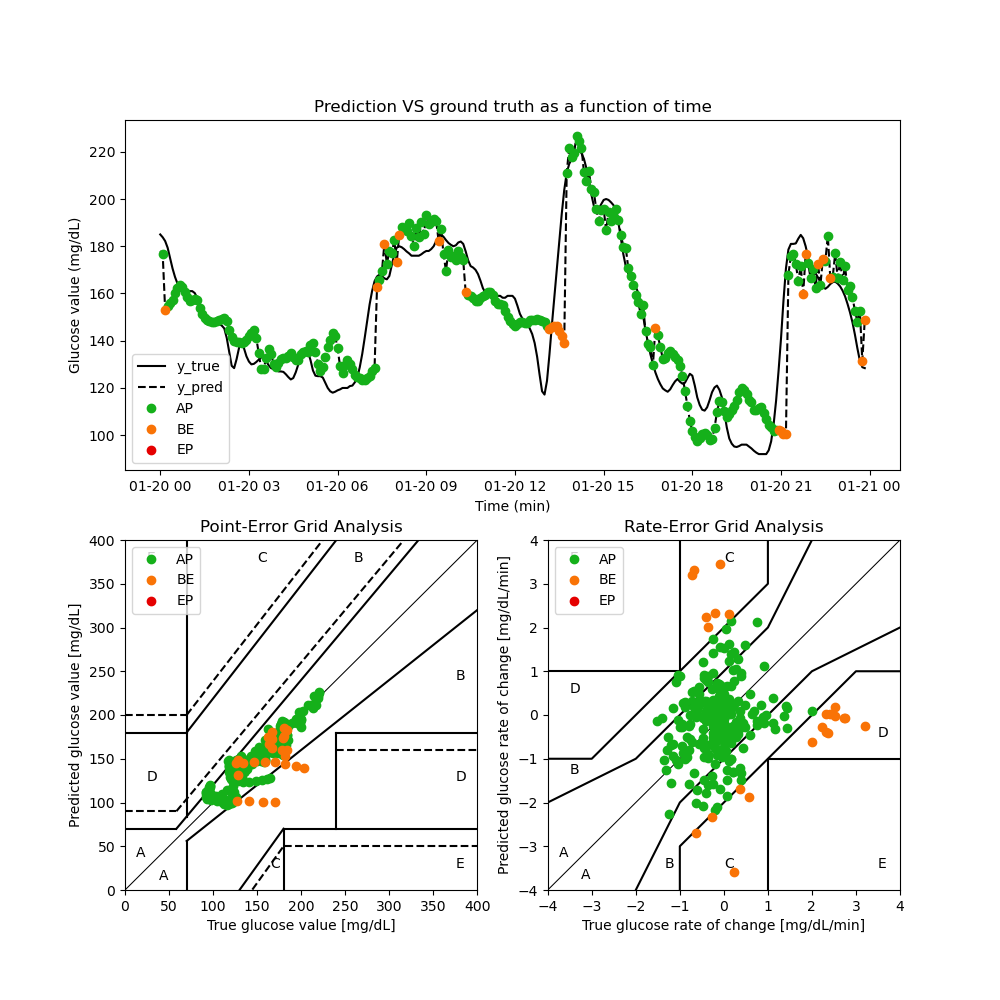 Prediction VS ground truth as a function of time
Glucose value (mg/dL)
220
200
180
160
140
120
100
y_true
y_pred
AP
BE
EP
01-20 00 01-20 03 01-20 06 01-20 09 01-20 12 01-20 15 01-20 18 01-20 21 01-21 00
Time (min)
Point-Error Grid Analysis
Predicted glucose value [mg/dL]
400
350
300
250
200
150
100
50
0
AP
BE
EP
C
B
B
D
D
A
A
C
E
0 50 100 150 200 250 300 350 400
True glucose value [mg/dL]
Rate-Error Grid Analysis
Predicted glucose rate of change [mg/dL/min]
4
3
2
1
0
−1
−2
−3
−4
AP
BE
EP
C
D
D
B
A
A
B
C
E
−4 −3 −2 −1 0 1 2 3 4
True glucose rate of change [mg/dL/min]